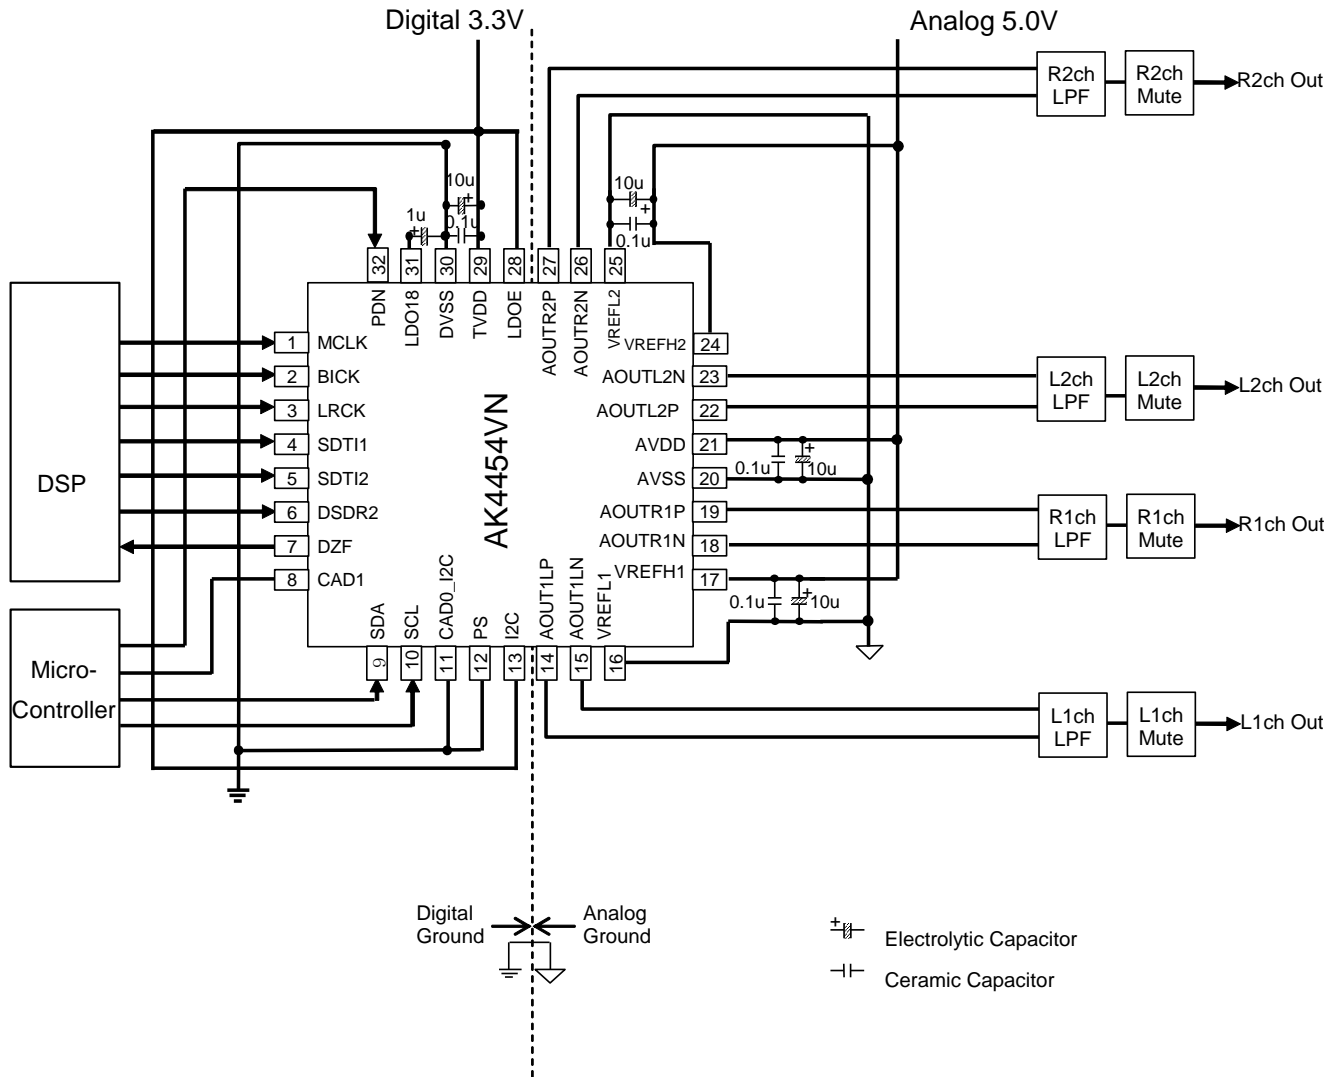 Digital 3.3V
Analog 5.0V
R2ch
LPF
R2ch
Mute
R2ch Out
10u
1u
0.1u
10u
0.1u
32
31
30
29
28
27
26
25
PDN
LDO18
DVSS
TVDD
LDOE
AOUTR2P
AOUTR2N
VREFL2
DSP
1
MCLK
2
BICK
3
LRCK
4
SDTI1
5
SDTI2
6
DSDR2
7
DZF
8
CAD1
AK4454VN
VREFH2
24
AOUTL2N
23
AOUTL2P
22
AVDD
21
AVSS
20
AOUTR1P
19
AOUTR1N
18
VREFH1
17
0.1u
10u
0.1u
10u
L2ch
LPF
L2ch
Mute
L2ch Out
R1ch
LPF
R1ch
Mute
R1ch Out
SDA
SCL
CAD0_I2C
PS
I2C
AOUT1LP
AOUT1LN
VREFL1
9
10
11
12
13
14
15
16
Micro-
Controller
L1ch
LPF
L1ch
Mute
L1ch Out
Digital
Ground
Analog
Ground
Electrolytic Capacitor
Ceramic Capacitor